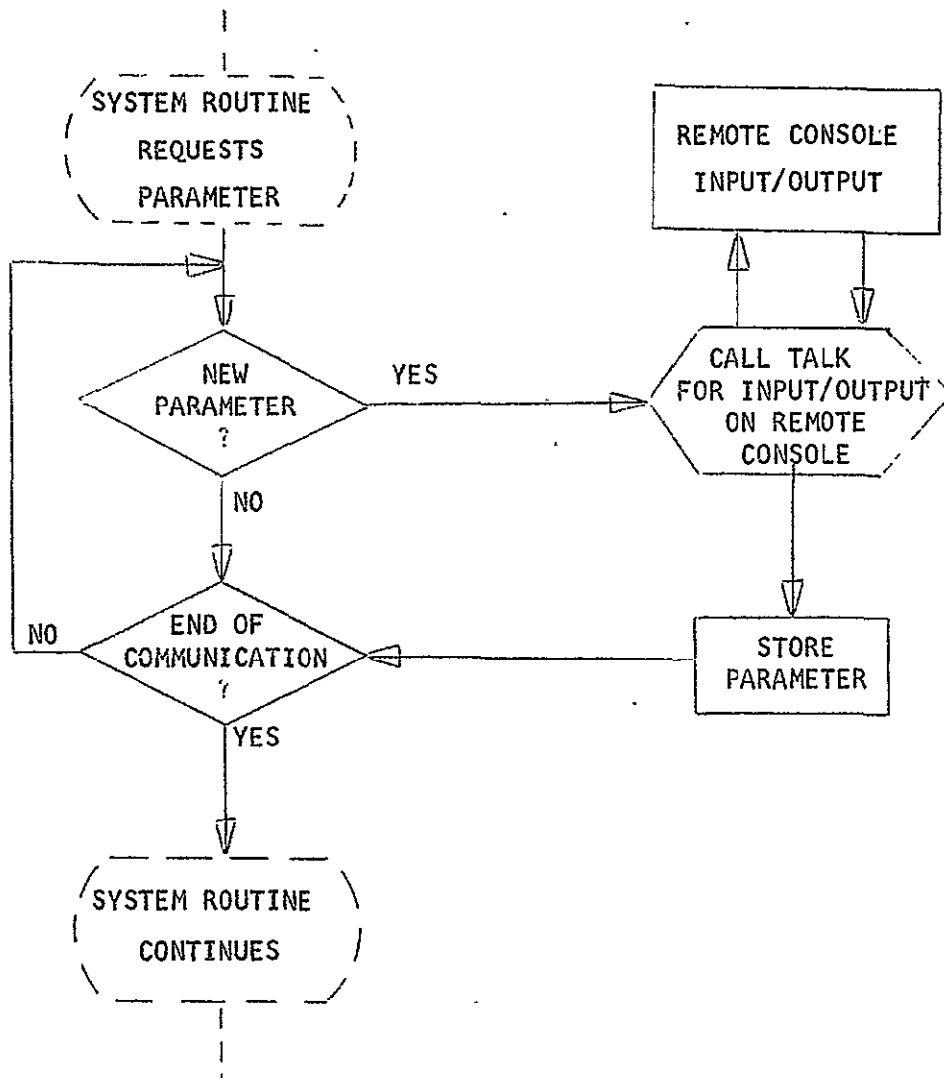 SYSTEM ROUTINE
REQUESTS
PARAMETER
REMOTE CONSOLE
INPUT/OUTPUT
NEW
PARAMETER
?
YES
CALL TALK
FOR INPUT/OUTPUT
ON REMOTE
CONSOLE
NO
END OF
COMMUNICATION
?
NO
STORE
PARAMETER
YES
SYSTEM ROUTINE
CONTINUES